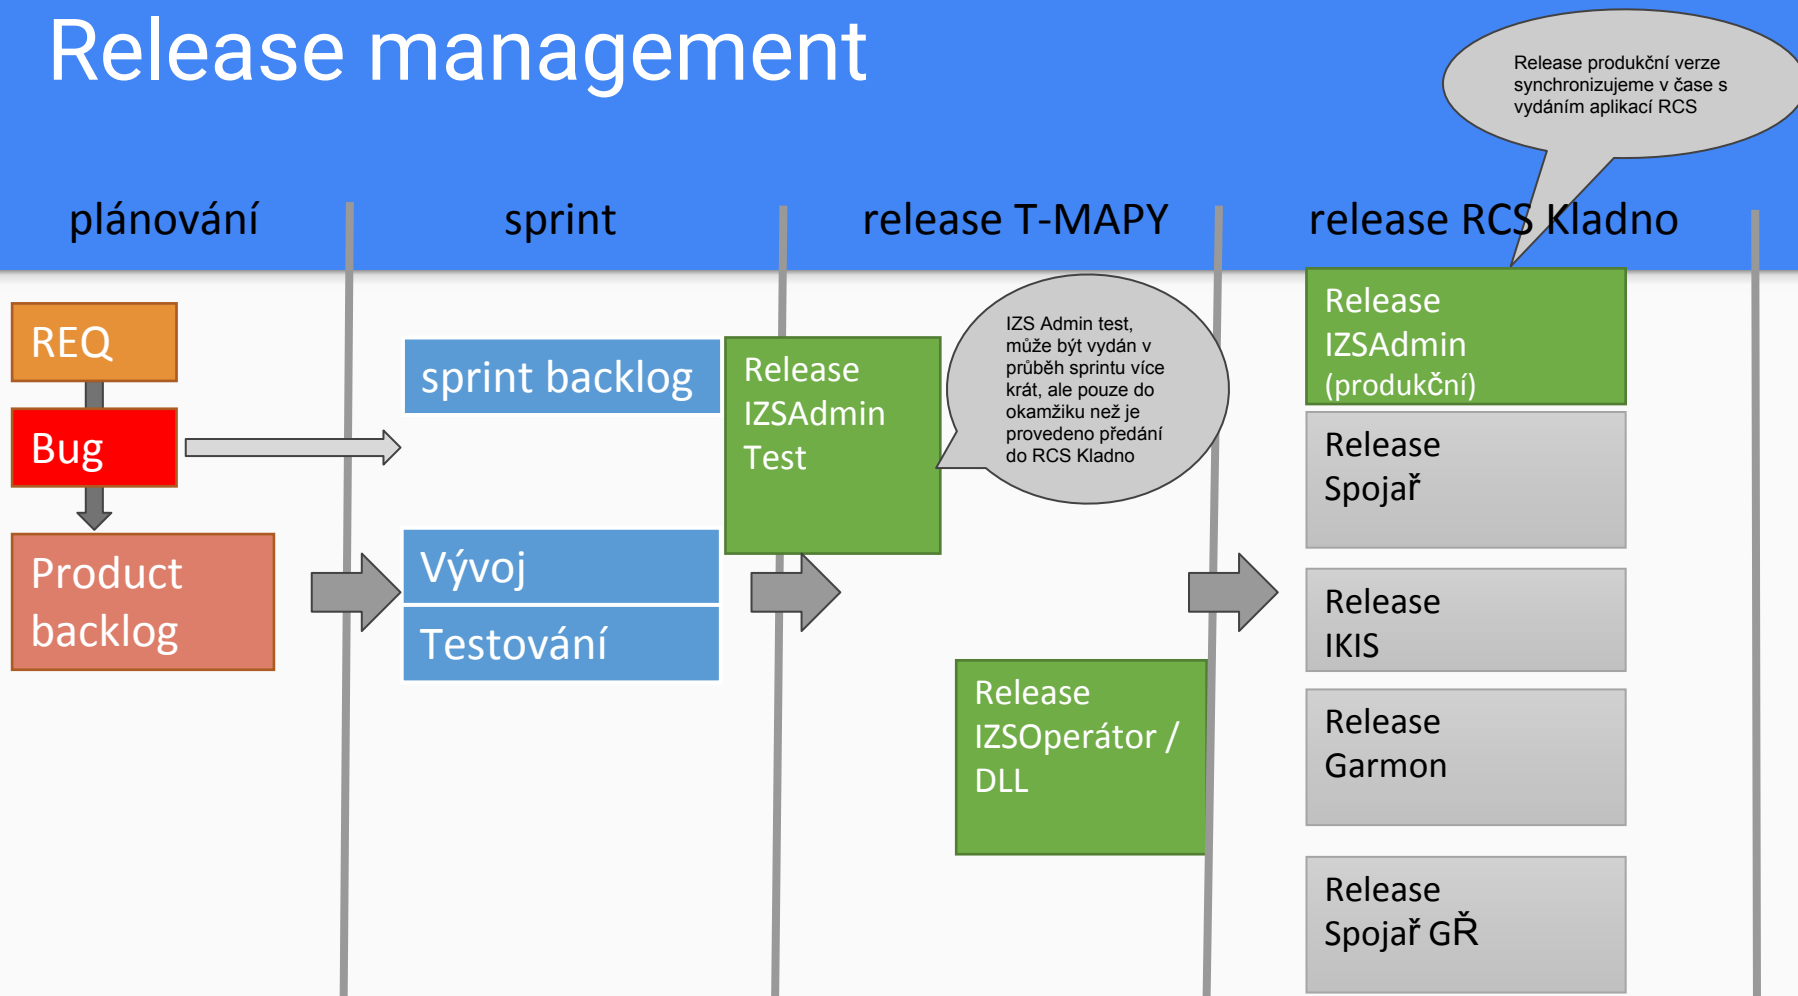 Release management
Release produkční verze
synchronizujeme v čase s
vydáním aplikací RCS
plánování
sprint
release T-MAPY
release RCS Kladno
REQ
Bug
Product
backlog
sprint backlog
Vývoj
Testování
Release
IZSAdmin
Test
IZS Admin test,
může být vydán v
průběh sprintu více
krát, ale pouze do
okamžiku než je
provedeno předání
do RCS Kladno
Release
IZSOperátor /
DLL
Release
IZSAdmin
(produkční)
Release
Spojař
Release
IKIS
Release
Garmon
Release
Spojař GŘ